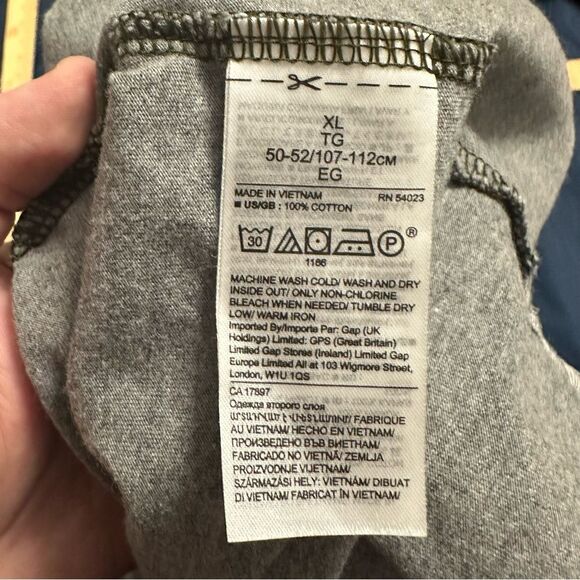 XL
TG
50-52/107-112CM
EG
MADE IN VIETNAM RN 54023
■ US/GB : 100% COTTON
30 P ®
1166
MACHINE WASH COLD/ WASH AND DRY
INSIDE OUT/ ONLY NON-CHLORINE
BLEACH WHEN NEEDED/ TUMBLE DRY
LOW/ WARM IRON
Imported By/Importe Par: Gap (UK
Holdings) Limited: GPS (Great Britain)
Limited Gap Stores (Ireland) Limited Gap
Europe Limited All at 103 Wigmore Street,
London, W1U 1QS
CA 17897
Одежда второго слоя
ԱՐՏԱԴՐՎԱԾ Է ՎԻԵՏՆԱՄՈՒՄ/ FABRIQUE
AU VIETNAM/ HECHO EN VIETNAM/
ПРОИЗВЕДЕНО ВЪВ ВИЕТНАМ/
FABRICADO NO VIETNÃ/ ZEMLJA
PROIZVODNJE VIJETNAM/
SZÁRMAZÁSI HELY: VIETNÁM/ DIBUAT
DI VIETNAM/ FABRICAT ÎN VIETNAM/